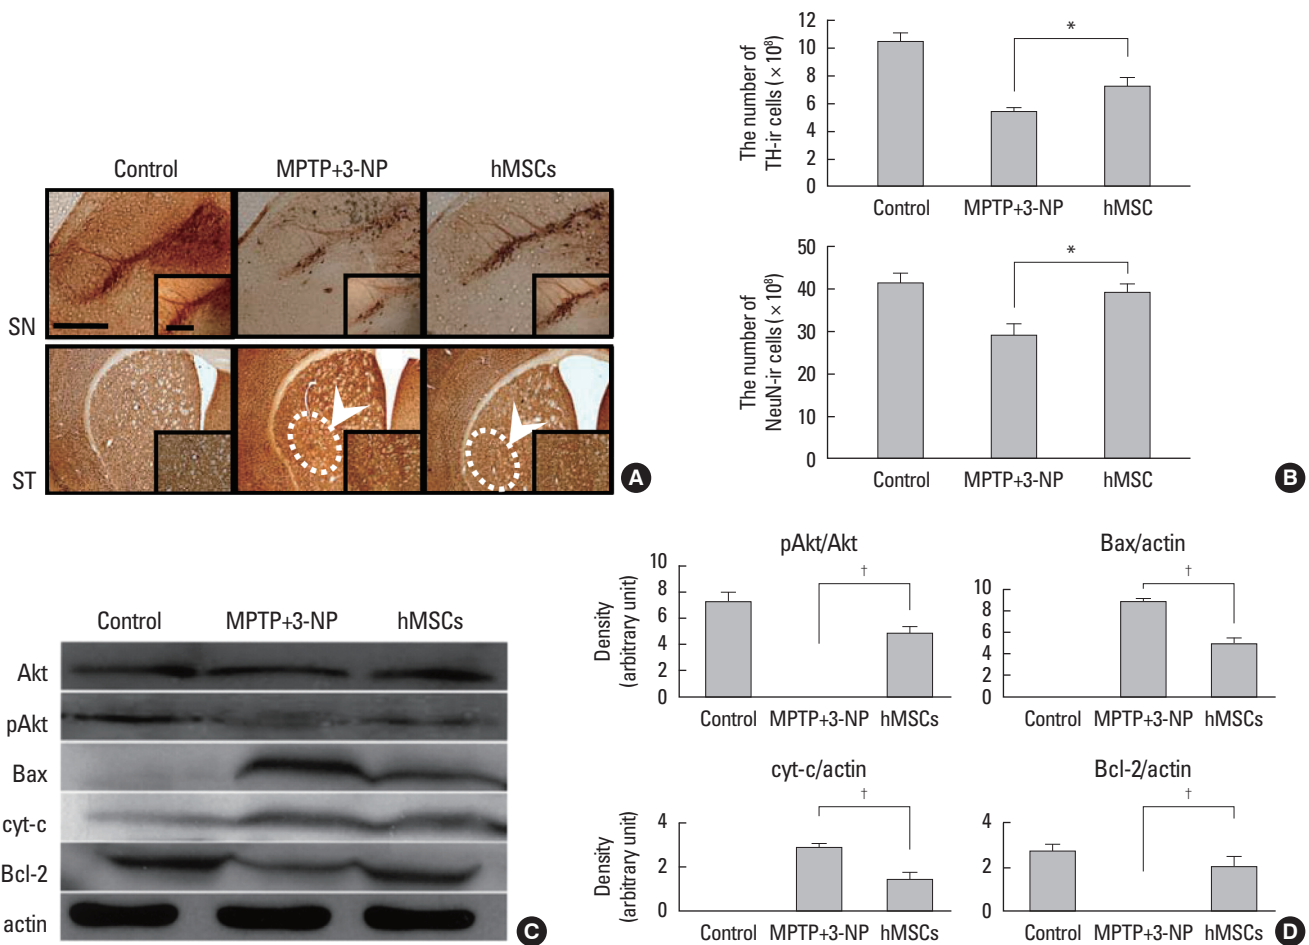 Control MPTP+3-NP hMSCs
SN
ST
A
The number of
TH-ir cells (× 10⁸)
12
10
8
6
4
2
0
*
Control MPTP+3-NP hMSC
The number of
NeuN-ir cells (× 10⁸)
50
40
30
20
10
0
*
Control MPTP+3-NP hMSC
B
Control MPTP+3-NP hMSCs
Akt
pAkt
Bax
cyt-c
Bcl-2
actin
C
pAkt/Akt
Density
(arbitrary unit)
10
8
6
4
2
0
†
Control MPTP+3-NP hMSCs
Bax/actin
10
8
6
4
2
0
†
Control MPTP+3-NP hMSCs
cyt-c/actin
Density
(arbitrary unit)
4
2
0
†
Control MPTP+3-NP hMSCs
Bcl-2/actin
4
2
0
†
Control MPTP+3-NP hMSCs
D